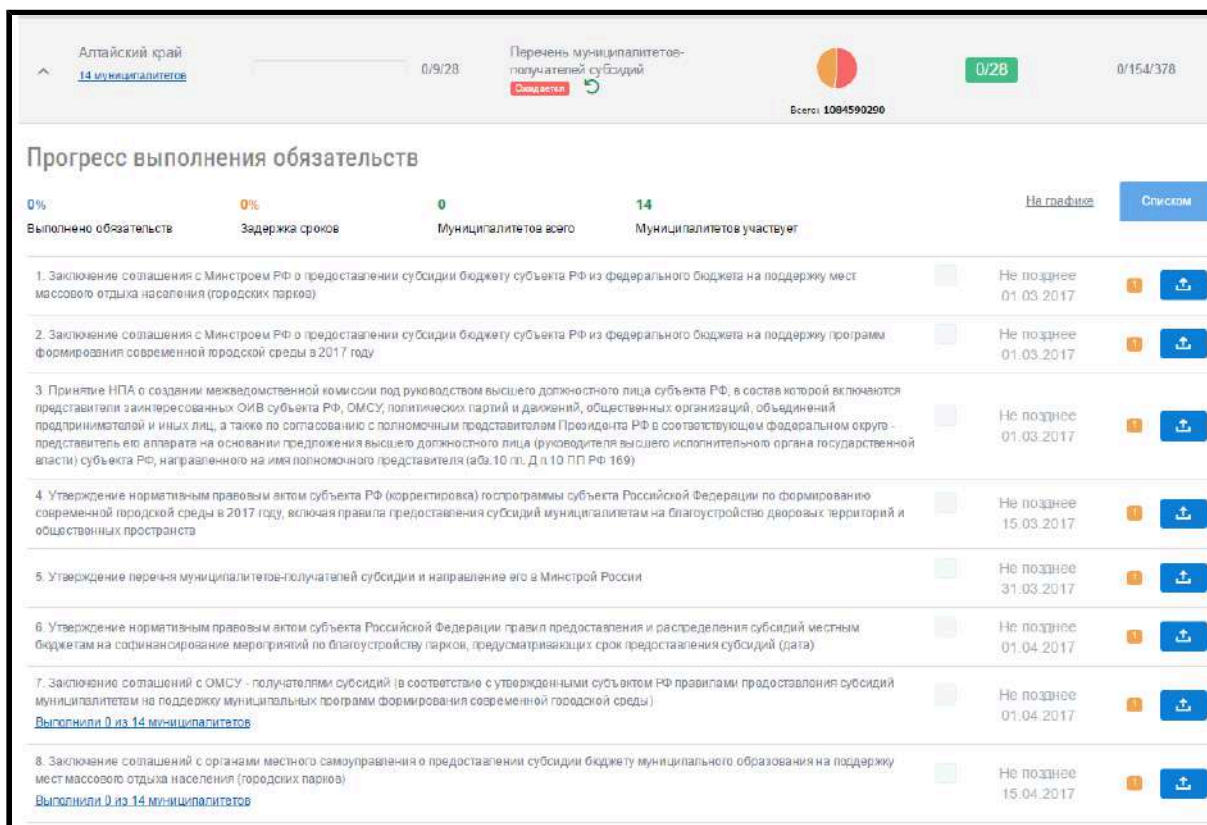 Алтайский край
14 муниципалитетов
0/9/28
Перечень муниципалитетов-
получателей субсидий
Ожидается
Всего: 1084590290
0/28
0/154/378
Прогресс выполнения обязательств
0%
Выполнено обязательств
0%
Задержка сроков
0
Муниципалитетов всего
14
Муниципалитетов участвует
На графике
Списком
1. Заключение соглашения с Минстроем РФ о предоставлении субсидии бюджету субъекта РФ из федерального бюджета на поддержку мест
массового отдыха населения (городских парков)
Не позднее
01.03.2017
2. Заключение соглашения с Минстроем РФ о предоставлении субсидии бюджету субъекта РФ из федерального бюджета на поддержку программ
формирования современной городской среды в 2017 году
Не позднее
01.03.2017
3. Принятие НПА о создании межведомственной комиссии под руководством высшего должностного лица субъекта РФ, в состав которой включаются
представители заинтересованных ОИВ субъекта РФ, ОМСУ, политических партий и движений, общественных организаций, объединений
предпринимателей и иных лиц, а также по согласованию с полномочным представителем Президента РФ в соответствующем федеральном округе -
представитель его аппарата на основании предложения высшего должностного лица (руководителя высшего исполнительного органа государственной
власти) субъекта РФ, направленного на имя полномочного представителя (абз.10 пп. Д п.10 ПП РФ 169)
Не позднее
01.03.2017
4. Утверждение нормативным правовым актом субъекта РФ (корректировка) госпрограммы субъекта Российской Федерации по формированию
современной городской среды в 2017 году, включая правила предоставления субсидий муниципалитетам на благоустройство дворовых территорий и
общественных пространств
Не позднее
15.03.2017
5. Утверждение перечня муниципалитетов-получателей субсидии и направление его в Минстрой России
Не позднее
31.03.2017
6. Утверждение нормативным правовым актом субъекта Российской Федерации правил предоставления и распределения субсидий местным
бюджетам на софинансирование мероприятий по благоустройству парков, предусматривающих срок предоставления субсидий (дата)
Не позднее
01.04.2017
7. Заключение соглашений с ОМСУ - получателями субсидий (в соответствие с утвержденными субъектом РФ правилами предоставления субсидий
муниципалитетам на поддержку муниципальных программ формирования современной городской среды)
Выполнили 0 из 14 муниципалитетов
Не позднее
01.04.2017
8. Заключение соглашений с органами местного самоуправления о предоставлении субсидии бюджету муниципального образования на поддержку
мест массового отдыха населения (городских парков)
Выполнили 0 из 14 муниципалитетов
Не позднее
15.04.2017